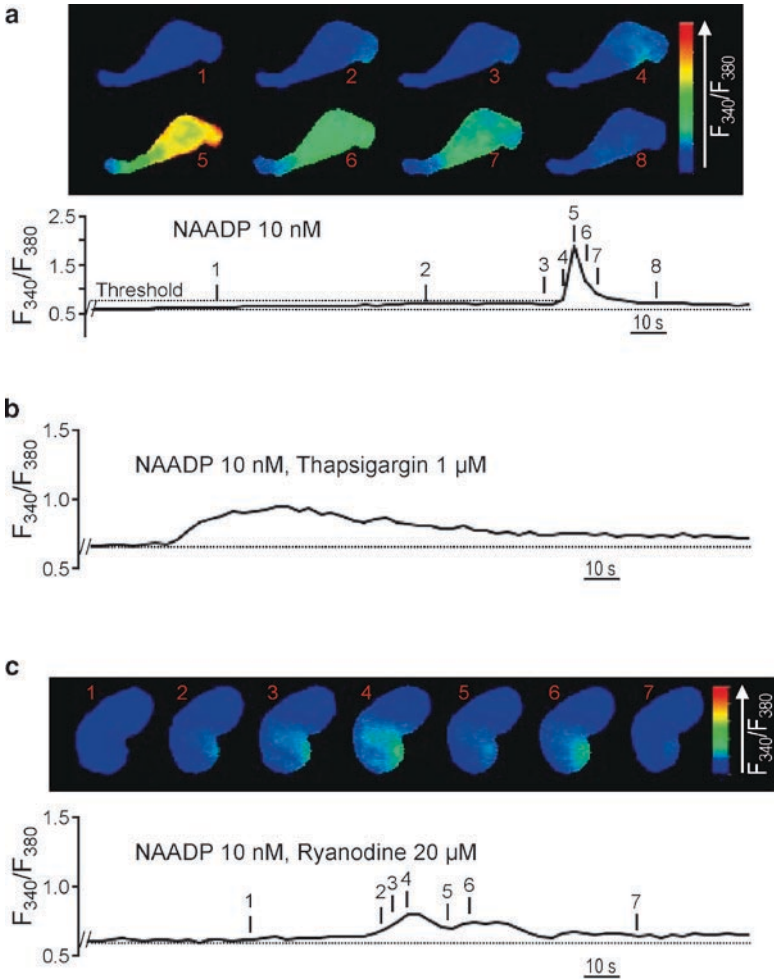 a
1 2 3 4
5 6 7 8
F340/F380
NAADP 10 nM
F340/F380
2.5
1.5
0.5
Threshold
1 2 3 4 5 6 7 8
10 s
b
NAADP 10 nM, Thapsigargin 1 μM
F340/F380
1.5
1.0
0.5
10 s
c
1 2 3 4 5 6 7
F340/F380
NAADP 10 nM, Ryanodine 20 μM
F340/F380
1.5
1.0
0.5
1 2 3 4 5 6 7
10 s